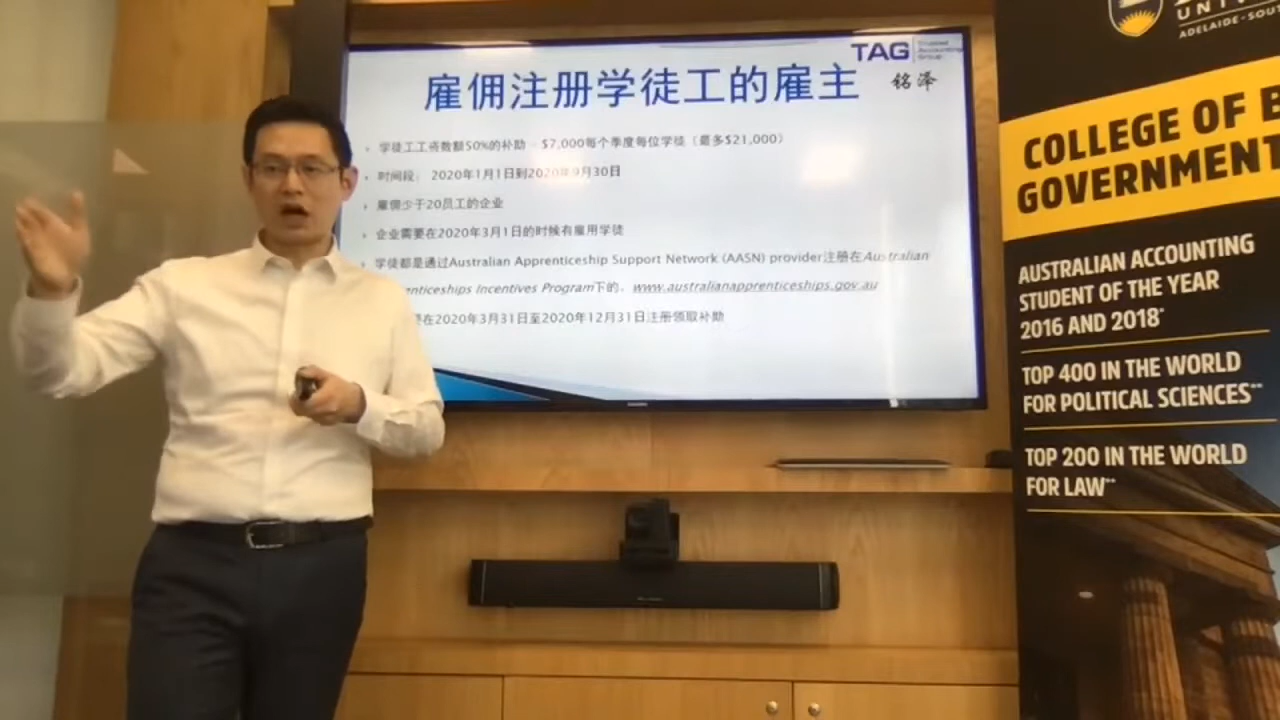 TAG
Trusted
Accounting
Group
铭泽
雇佣注册学徒工的雇主
学徒工工资数额50%的补助 - $7,000每个季度每位学徒（最多$21,000）
时间段： 2020年1月1日到2020年9月30日
雇佣少于20员工的企业
企业需要在2020年3月1日的时候有雇用学徒
学徒都是通过Australian Apprenticeship Support Network (AASN) provider注册在Australian
enticeships Incentives Program下的，www.australianapprenticeships.gov.au
在2020年3月31日至2020年12月31日注册领取补助
ADELAIDE
COLLEGE OF B
GOVERNMENT
AUSTRALIAN ACCOUNTING
STUDENT OF THE YEAR
2016 AND 2018*
TOP 400 IN THE WORLD
FOR POLITICAL SCIENCES**
TOP 200 IN THE WORLD
FOR LAW**